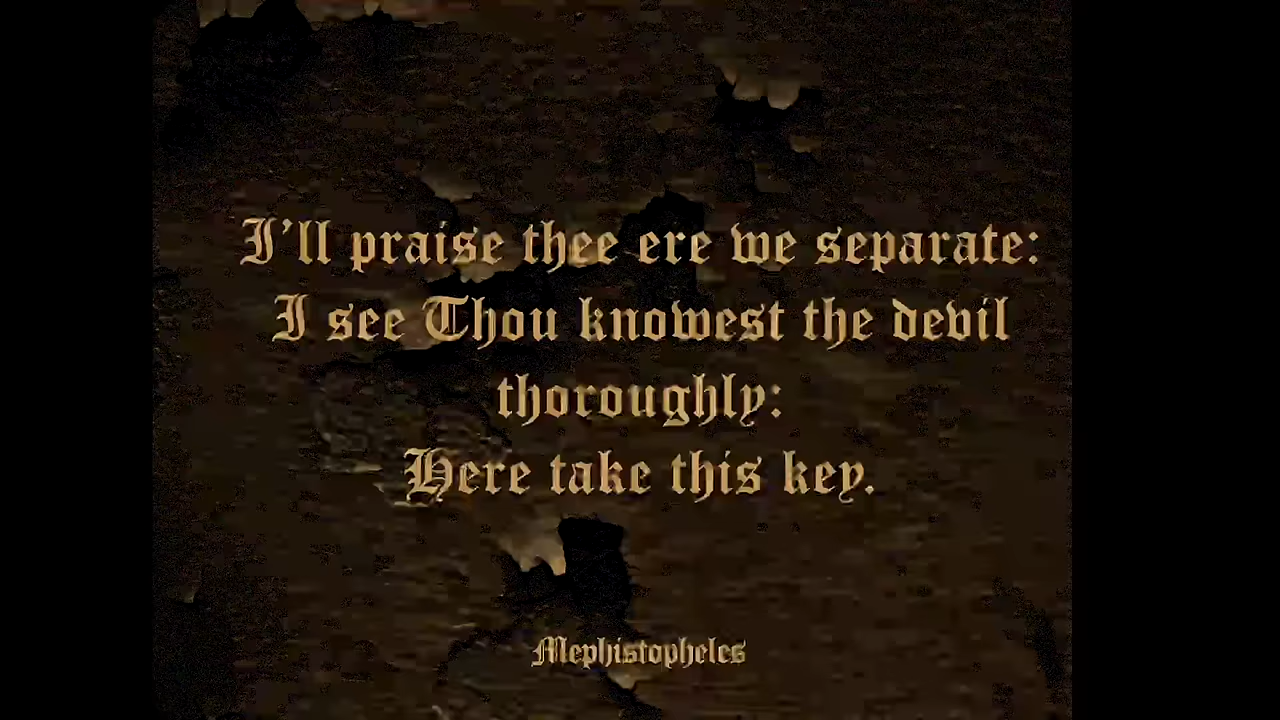 I'll praise thee ere we separate:
I see Thou knowest the devil
thoroughly:
Here take this key.
Mephistopheles